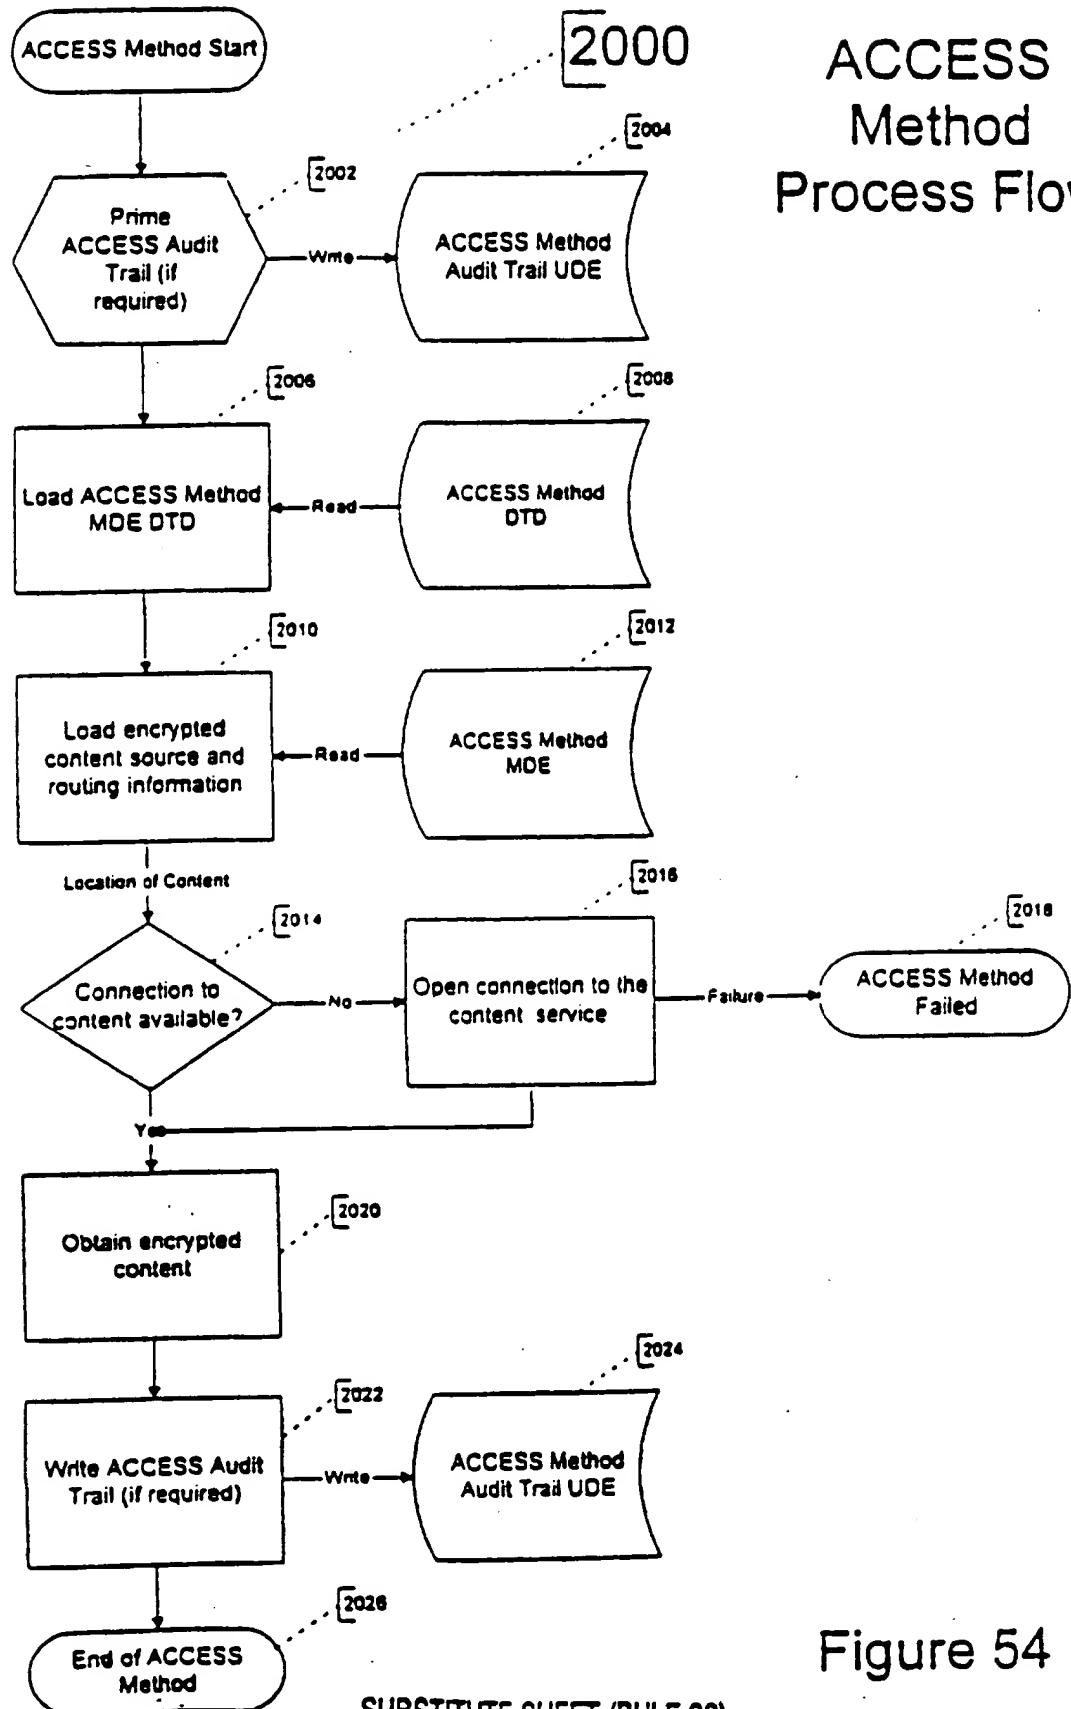 ACCESS Method Start
2000
ACCESS
Method
Process Flow
2002
2004
Prime
ACCESS Audit
Trail (if
required)
Write
ACCESS Method
Audit Trail UDE
2006
2008
Load ACCESS Method
MDE DTD
Read
ACCESS Method
DTD
2010
2012
Load encrypted
content source and
routing information
Read
ACCESS Method
MDE
Location of Content
2014
2016
2018
Connection to
content available?
No
Open connection to the
content service
Failure
ACCESS Method
Failed
Y
2020
Obtain encrypted
content
2022
2024
Write ACCESS Audit
Trail (if required)
Write
ACCESS Method
Audit Trail UDE
2026
End of ACCESS
Method
Figure 54
SUBSTITUTE SHEET